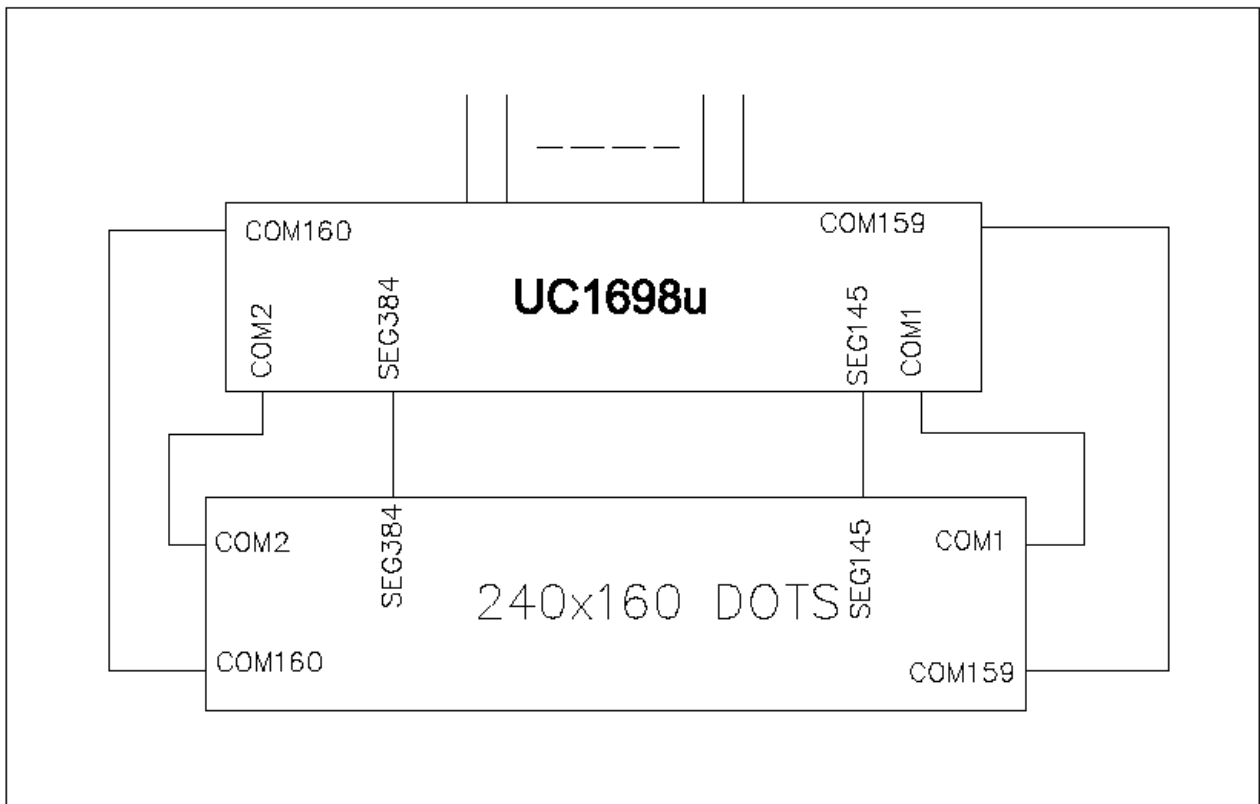 COM160
COM159
UC1698u
COM2
SEG384
SEG145
COM1
COM2
SEG384
SEG145
COM1
240x160 DOTS
COM160
COM159